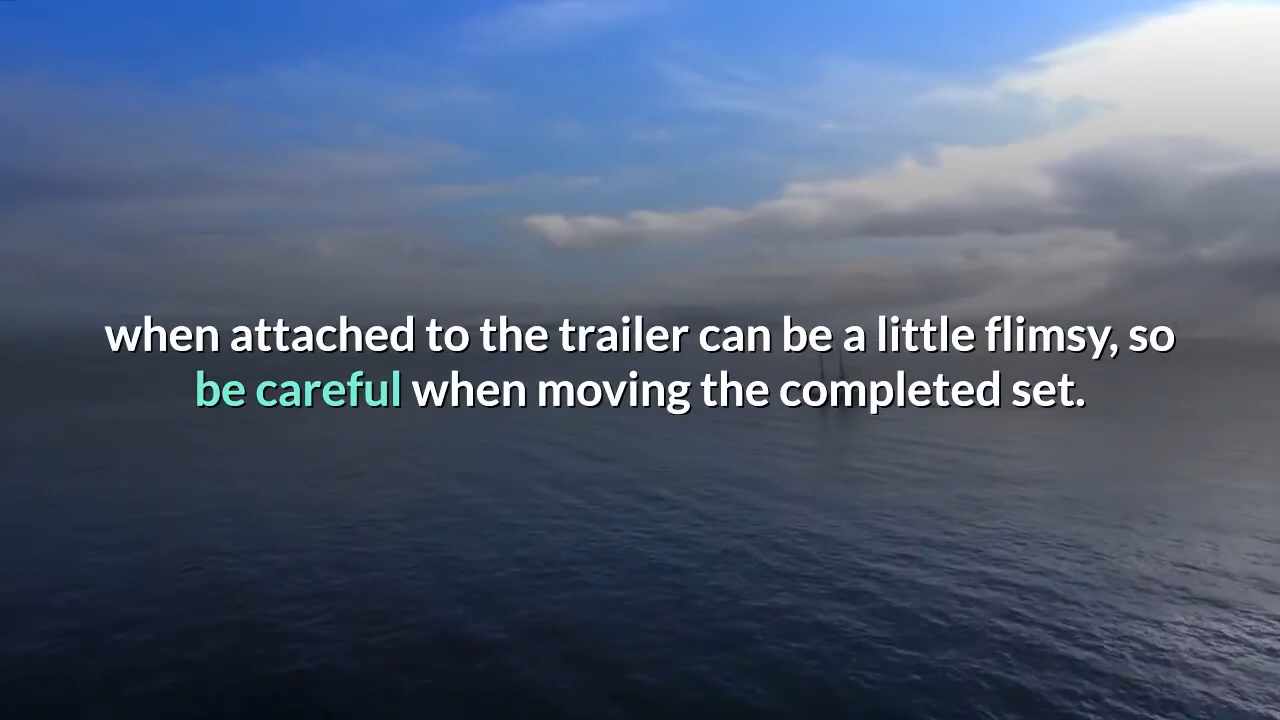 when attached to the trailer can be a little flimsy, so
be careful when moving the completed set.